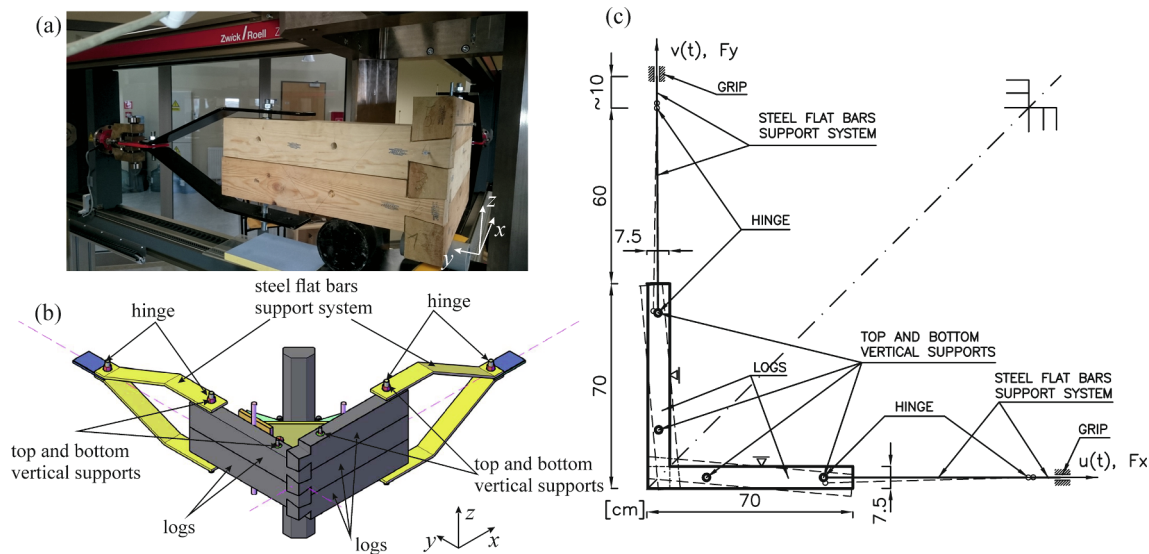 (a)
Zwick / Roell Z
z
x
y
(b)
steel flat bars
support system
hinge
hinge
top and bottom
vertical supports
top and bottom
vertical supports
logs
logs
z
y
x
(c)
v(t), Fy
~10
GRIP
STEEL FLAT BARS
SUPPORT SYSTEM
60
HINGE
7.5
TOP AND BOTTOM
VERTICAL SUPPORTS
LOGS
70
STEEL FLAT BARS
SUPPORT SYSTEM
HINGE
GRIP
u(t), Fx
[cm]
70
7.5